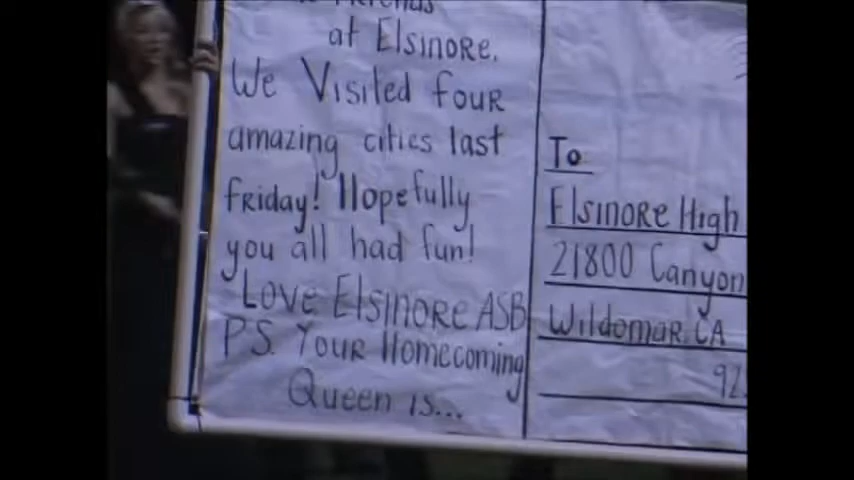 at Elsinore.
We Visited four
amazing cities last
friday! Hopefully
you all had fun!
Love Elsinore ASB
P.S. Your Homecoming
Queen is...
To
Elsinore High
21800 Canyon
Wildomar, CA
92